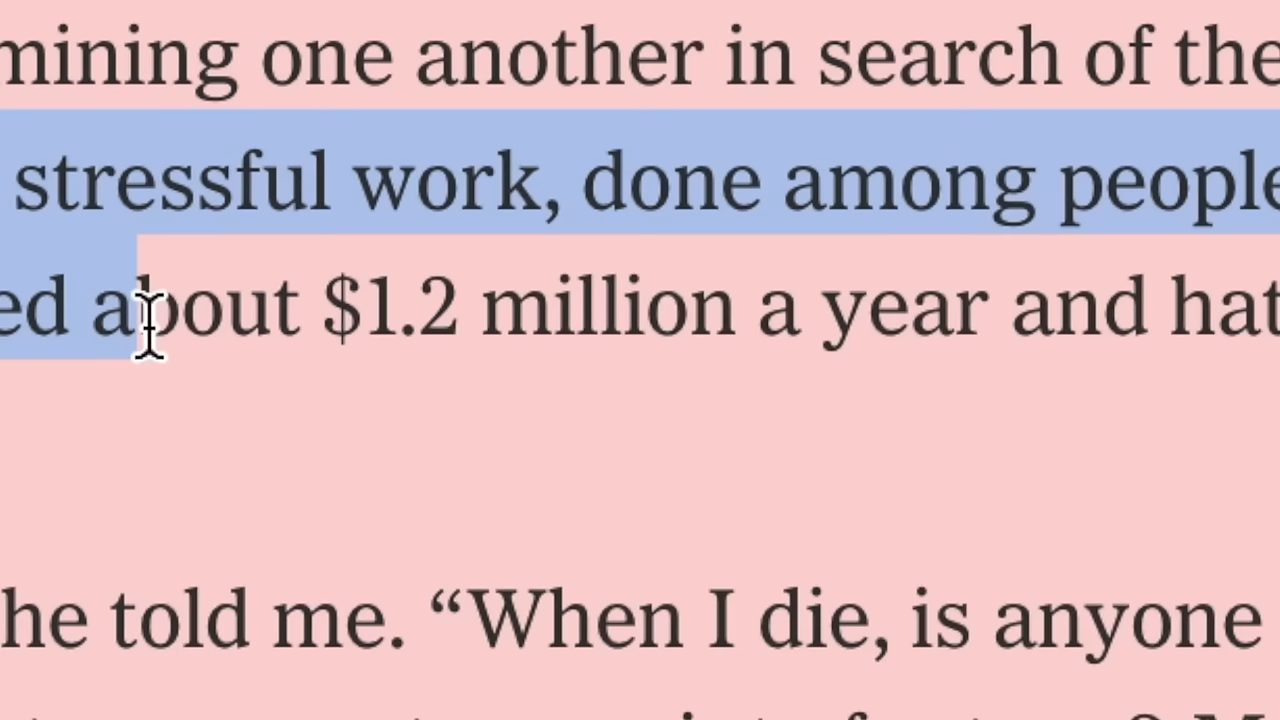 mining one another in search of the
stressful work, done among people
ed about $1.2 million a year and hat
he told me. “When I die, is anyone